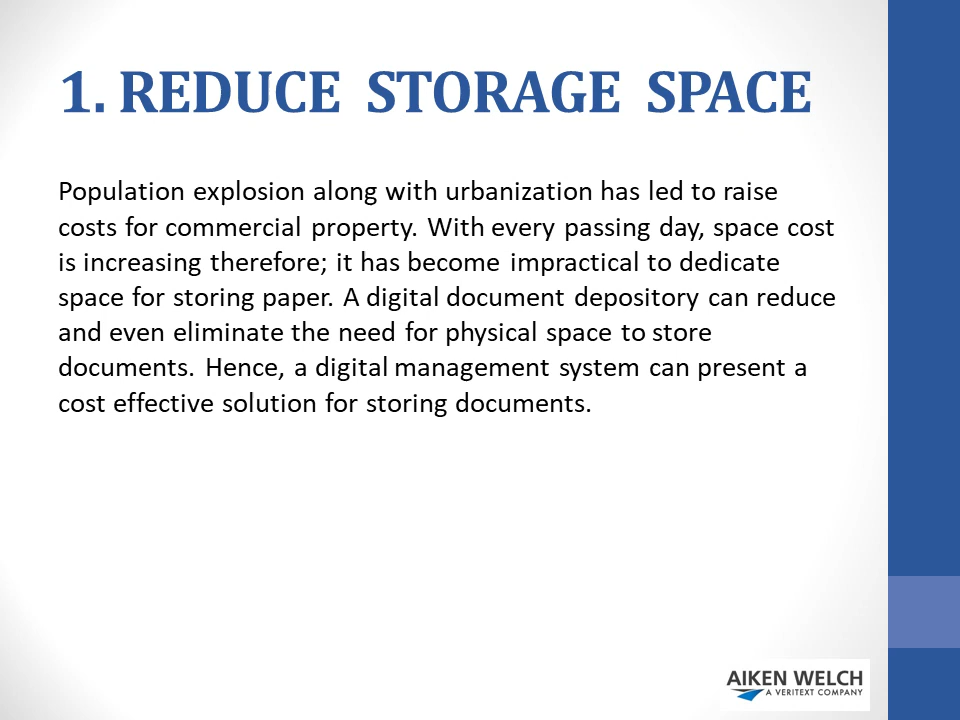 1. REDUCE STORAGE SPACE
Population explosion along with urbanization has led to raise
costs for commercial property. With every passing day, space cost
is increasing therefore; it has become impractical to dedicate
space for storing paper. A digital document depository can reduce
and even eliminate the need for physical space to store
documents. Hence, a digital management system can present a
cost effective solution for storing documents.
AIKEN WELCH
A VERITEXT COMPANY